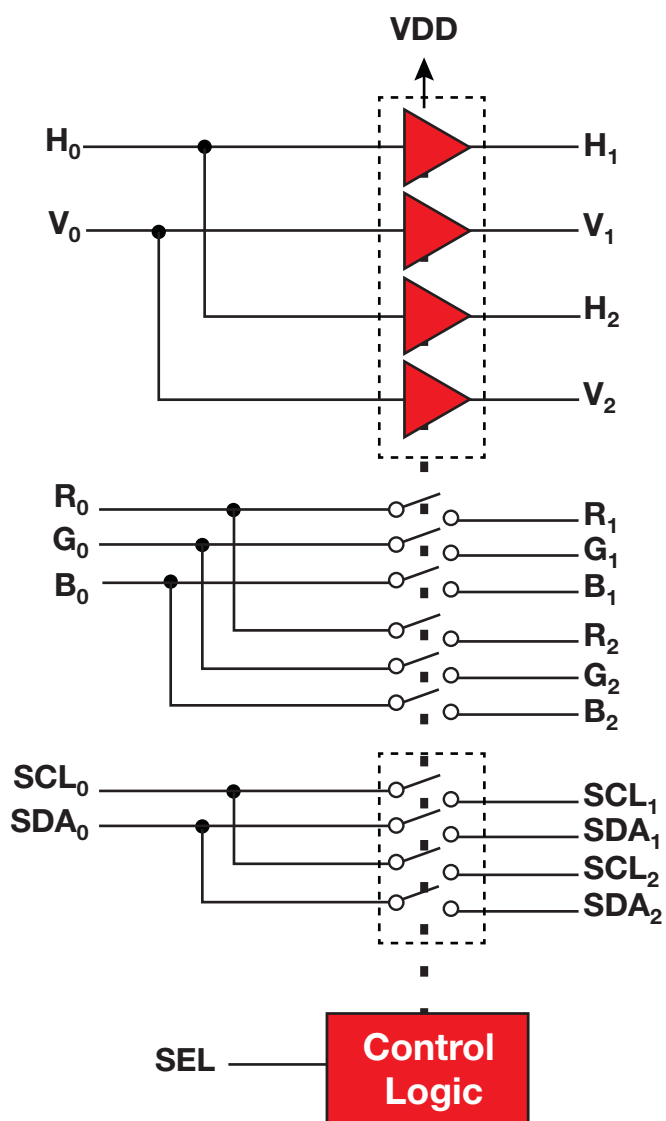 VDD
H₀
H₁
V₀
V₁
H₂
V₂
R₀
R₁
G₀
G₁
B₀
B₁
R₂
G₂
B₂
SCL₀
SCL₁
SDA₀
SDA₁
SCL₂
SDA₂
SEL
Control
Logic